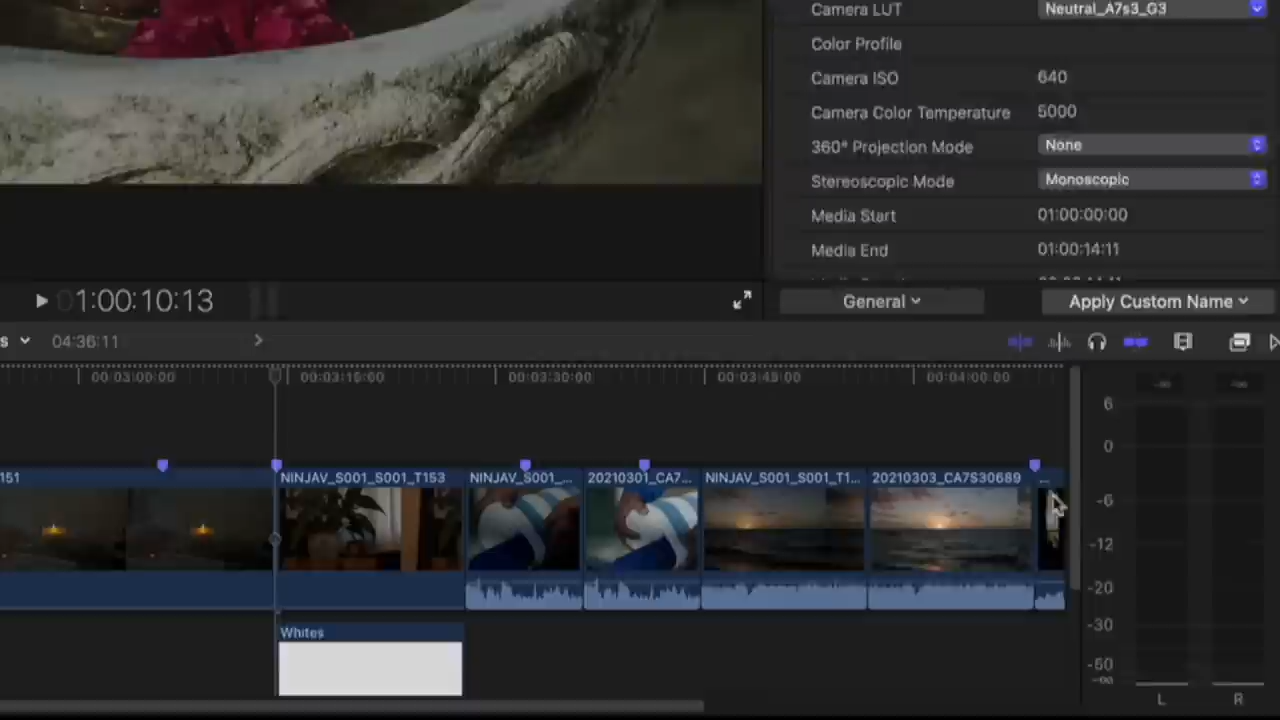 Camera LUT Neutral_A7s3_G3
Color Profile
Camera ISO 640
Camera Color Temperature 5000
360° Projection Mode None
Stereoscopic Mode Monoscopic
Media Start 01:00:00:00
Media End 01:00:14:11
1:00:10:13
General
Apply Custom Name
s 04:36:11
00:03:00:00 00:03:15:00 00:03:30:00 00:03:45:00 00:04:00:00
6
0
-6
-12
-20
-30
-50
-∞
L R
151 NINJAV_S001_S001_T153 NINJAV_S001_... 20210301_CA7... NINJAV_S001_S001_T1... 20210303_CA7S30689 ...
Whites